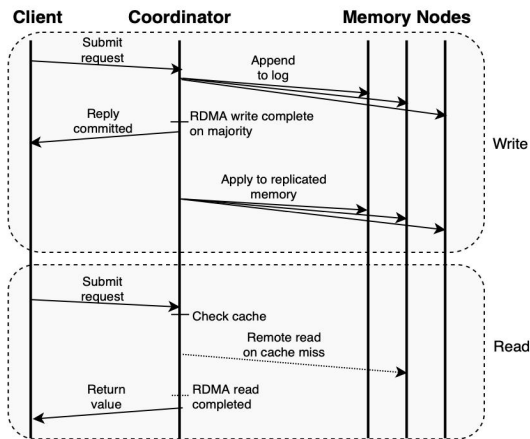 Client Coordinator Memory Nodes
Submit
request
Append
to log
Reply
committed
RDMA write complete
on majority
Write
Apply to replicated
memory
Submit
request
Check cache
Remote read
on cache miss
Read
Return
value
RDMA read
completed